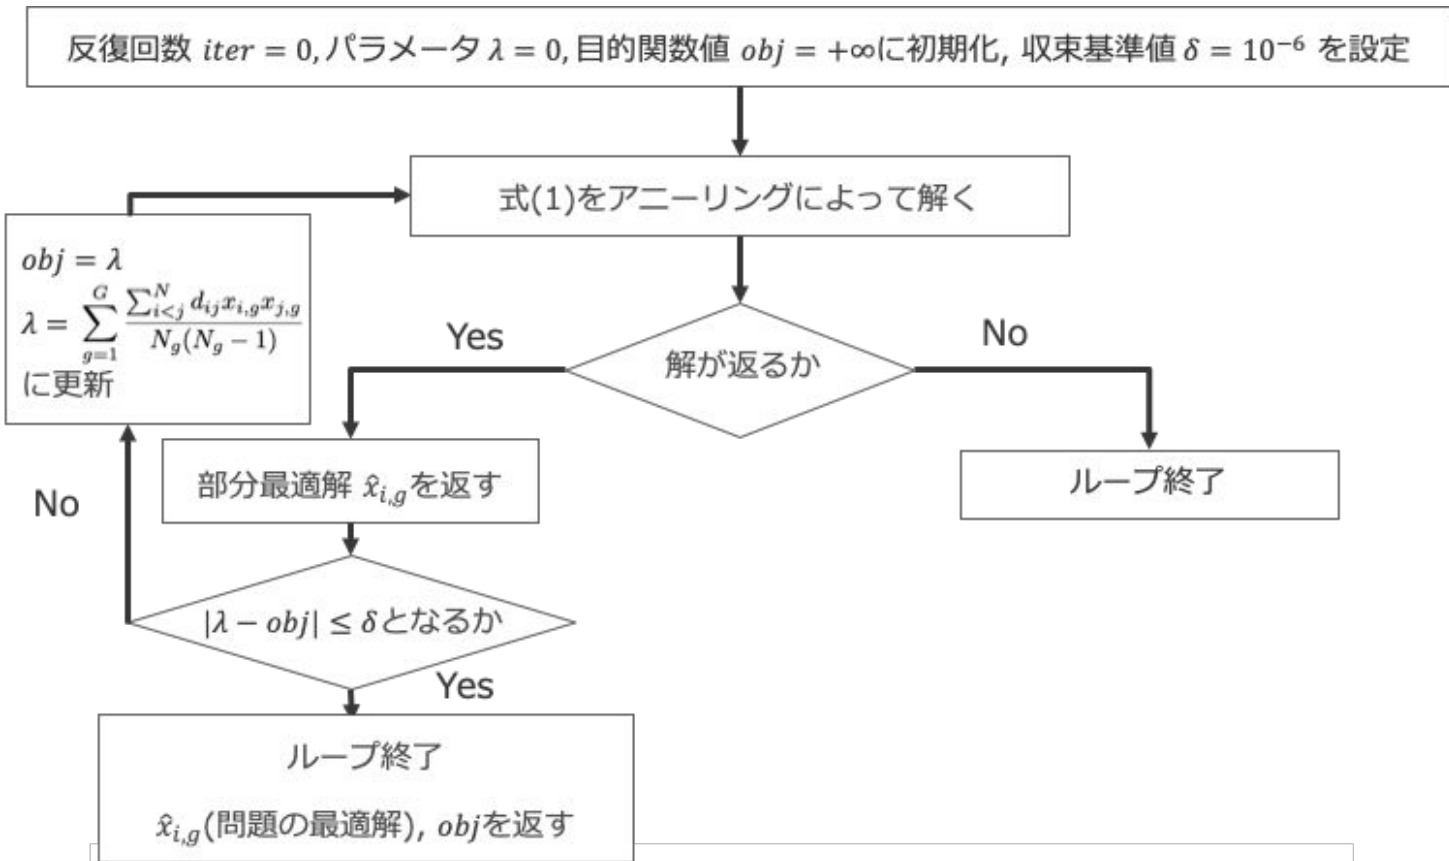 反復回数 iter = 0, パラメータ λ = 0, 目的関数値 obj = +∞に初期化, 収束基準値 δ = 10⁻⁶ を設定
式(1)をアニーリングによって解く
obj = λ
λ = \sum_{g=1}^{G} \frac{\sum_{i<j}^{N} d_{ij} x_{i,g} x_{j,g}}{N_g(N_g - 1)}
に更新
Yes
解が返るか
No
部分最適解 x̂_{i,g}を返す
ループ終了
No
|λ − obj| ≤ δとなるか
Yes
ループ終了
x̂_{i,g}(問題の最適解), objを返す